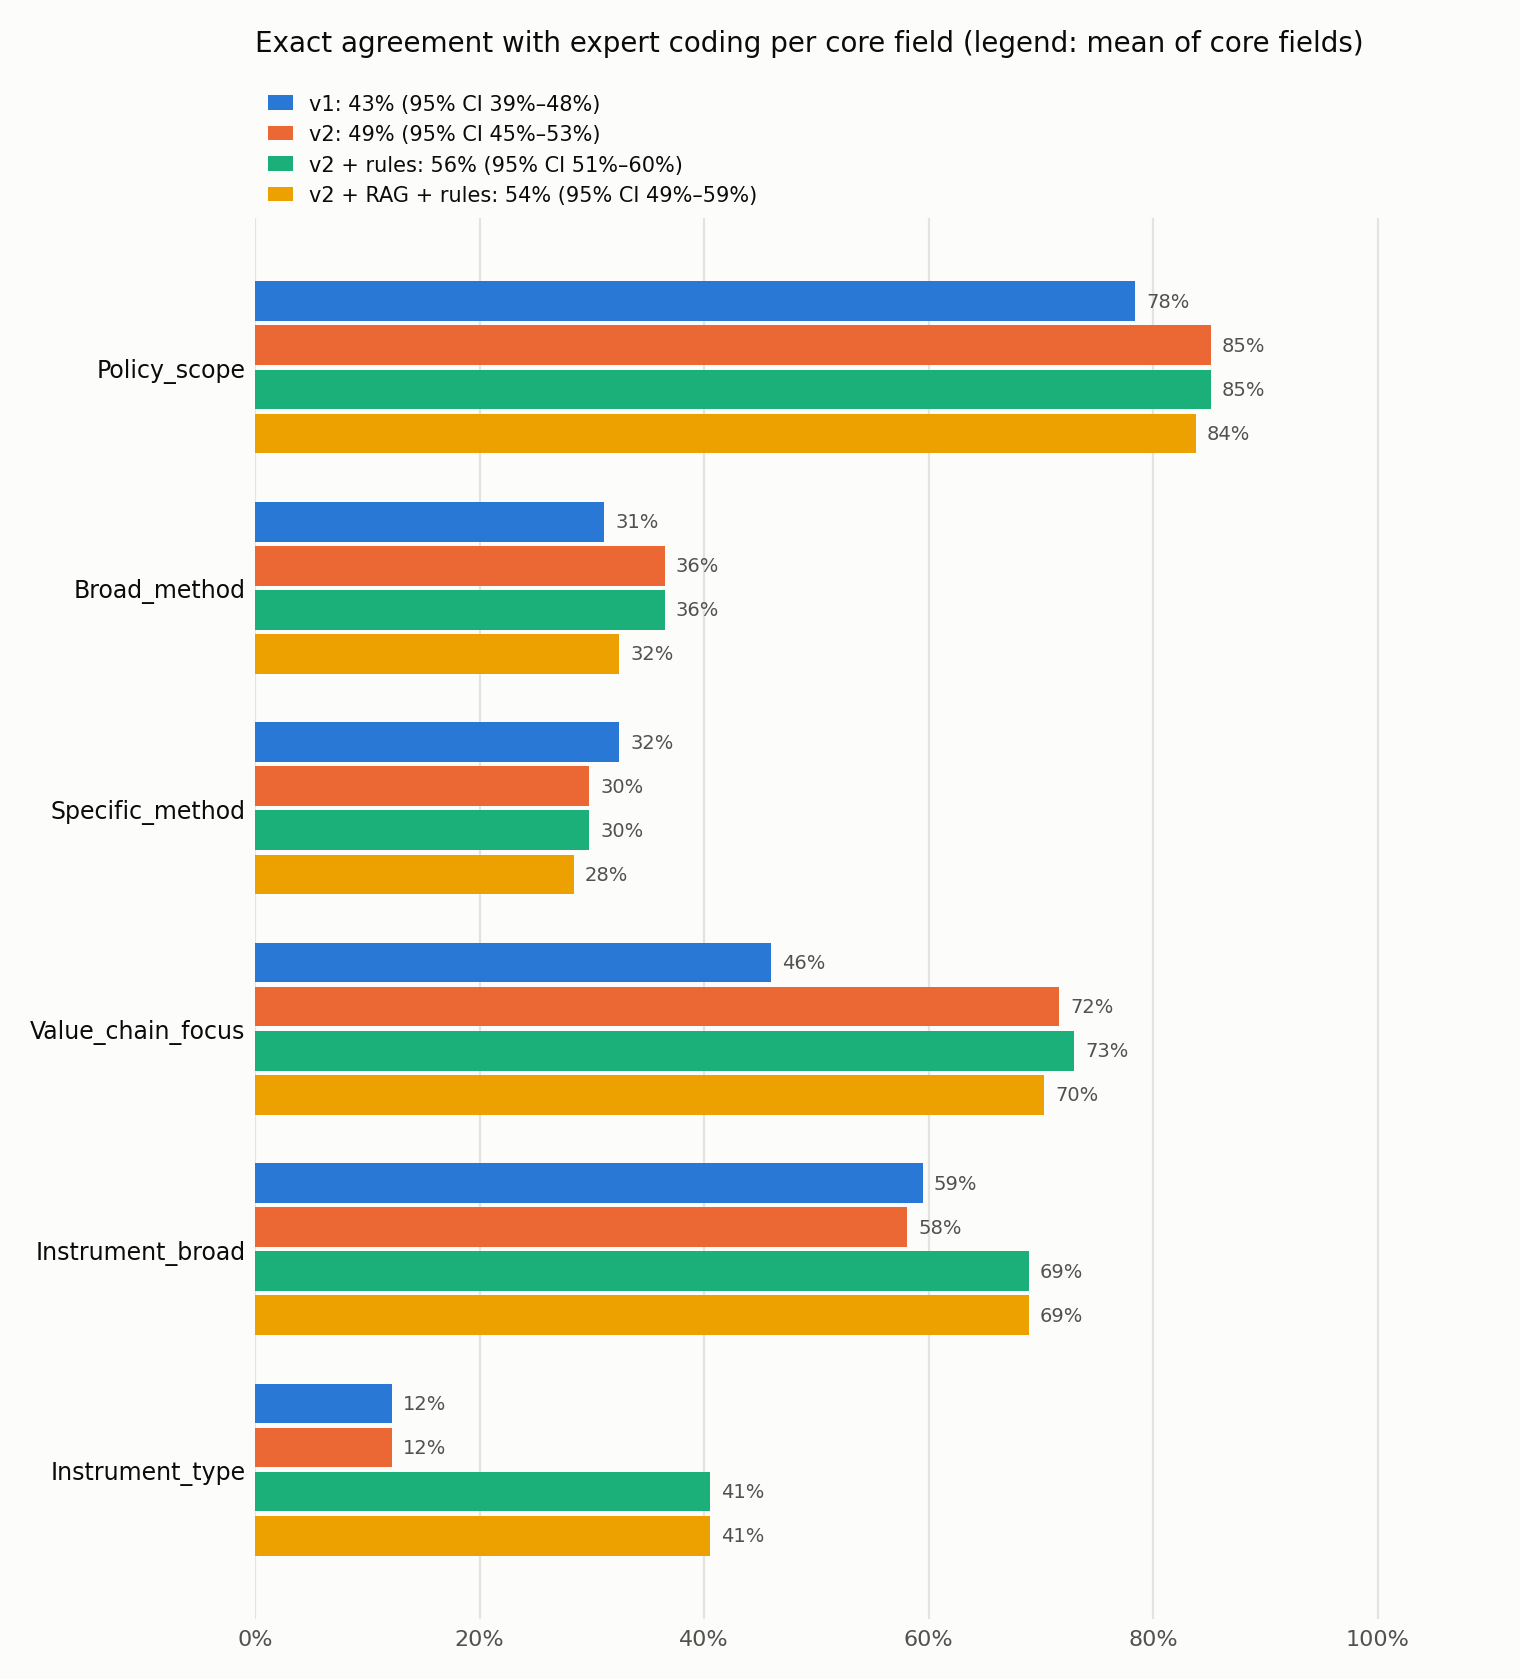 Exact agreement with expert coding per core field (legend: mean of core fields)
v1: 43% (95% CI 39%–48%)
v2: 49% (95% CI 45%–53%)
v2 + rules: 56% (95% CI 51%–60%)
v2 + RAG + rules: 54% (95% CI 49%–59%)
Policy_scope
78%
85%
85%
84%
Broad_method
31%
36%
36%
32%
Specific_method
32%
30%
30%
28%
Value_chain_focus
46%
72%
73%
70%
Instrument_broad
59%
58%
69%
69%
Instrument_type
12%
12%
41%
41%
0% 20% 40% 60% 80% 100%